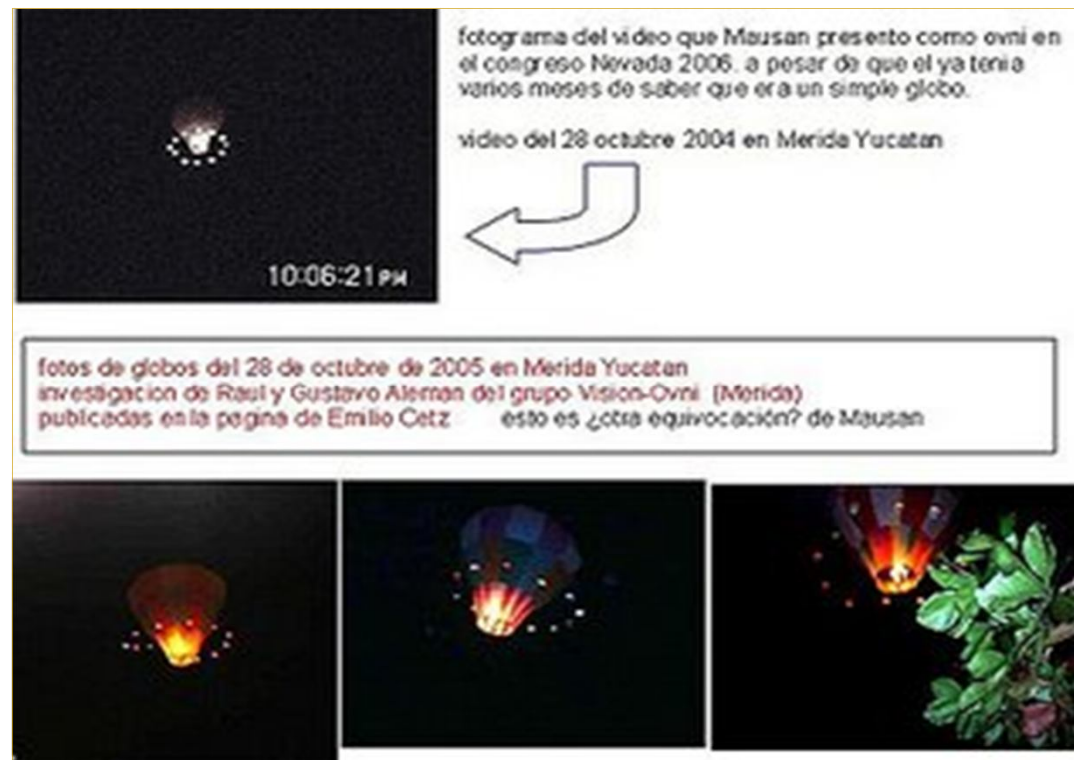 fotograma del video que Mausan presento como ovni en
el congreso Nevada 2006. a pesar de que el ya tenia
varios meses de saber que era un simple globo.
video del 28 octubre 2004 en Merida Yucatan
10:06:21 PM
fotos de globos del 28 de octubre de 2005 en Merida Yucatan
investigacion de Raul y Gustavo Aleman del grupo Vision-Ovni (Merida)
publicadas en la pagina de Emilio Cetz esto es ¿otra equivocación? de Mausan